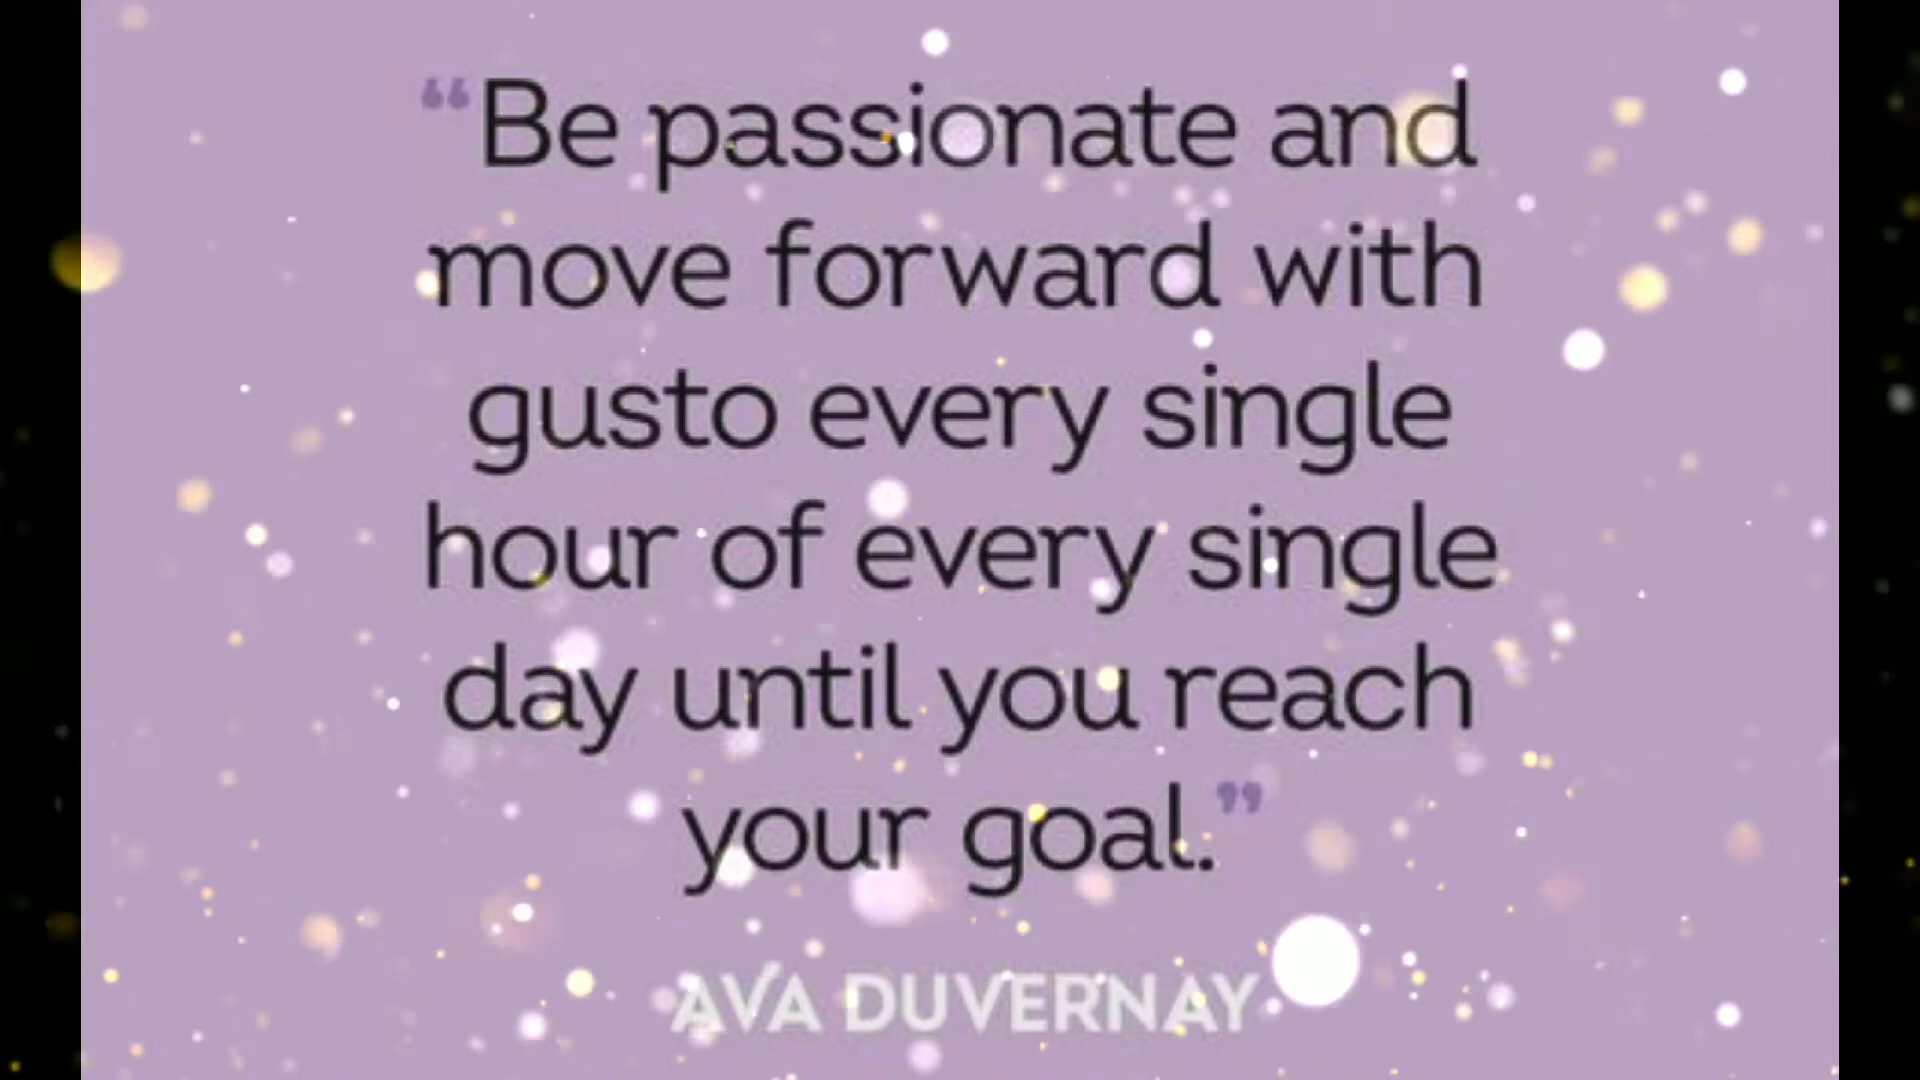 “Be passionate and
move forward with
gusto every single
hour of every single
day until you reach
your goal.”
AVA DUVERNAY